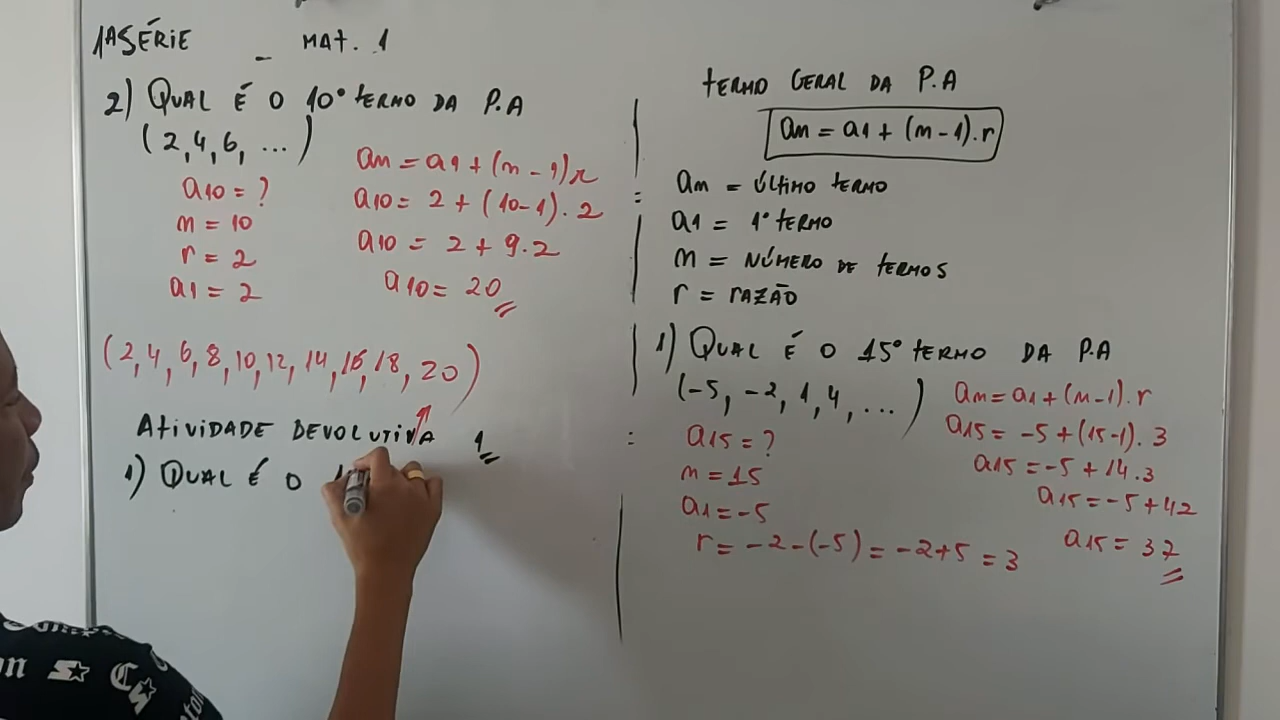 1ª SÉRIE _ MAT. 1
2) QUAL É O 10° TERMO DA P.A
(2, 4, 6, ...)
a10 = ?
n = 10
r = 2
a1 = 2
an = a1 + (n - 1) r
a10 = 2 + (10 - 1) . 2
a10 = 2 + 9 . 2
a10 = 20
(2, 4, 6, 8, 10, 12, 14, 16, 18, 20)
ATIVIDADE DEVOLUTIVA 1
1) QUAL É O
TERMO GERAL DA P.A
an = a1 + (n - 1) . r
an = ÚLTIMO TERMO
a1 = 1° TERMO
n = NÚMERO DE TERMOS
r = RAZÃO
1) QUAL É O 15° TERMO DA P.A
(-5, -2, 1, 4, ...)
a15 = ?
n = 15
a1 = -5
r = -2 - (-5) = -2 + 5 = 3
an = a1 + (n - 1) . r
a15 = -5 + (15 - 1) . 3
a15 = -5 + 14 . 3
a15 = -5 + 42
a15 = 37